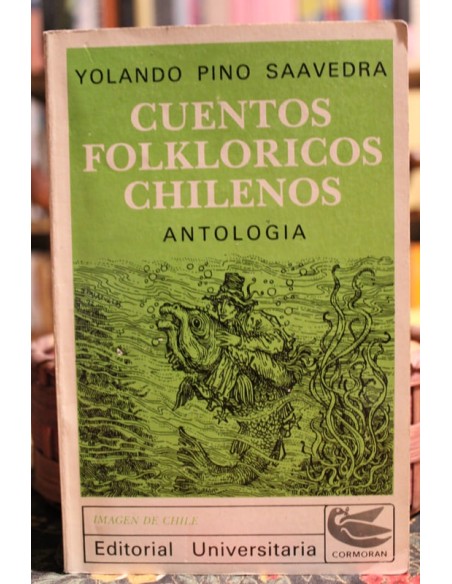 YOLANDO PINO SAAVEDRA
CUENTOS
FOLKLORICOS
CHILENOS
ANTOLOGIA
IMAGEN DE CHILE
Editorial Universitaria
CORMORAN